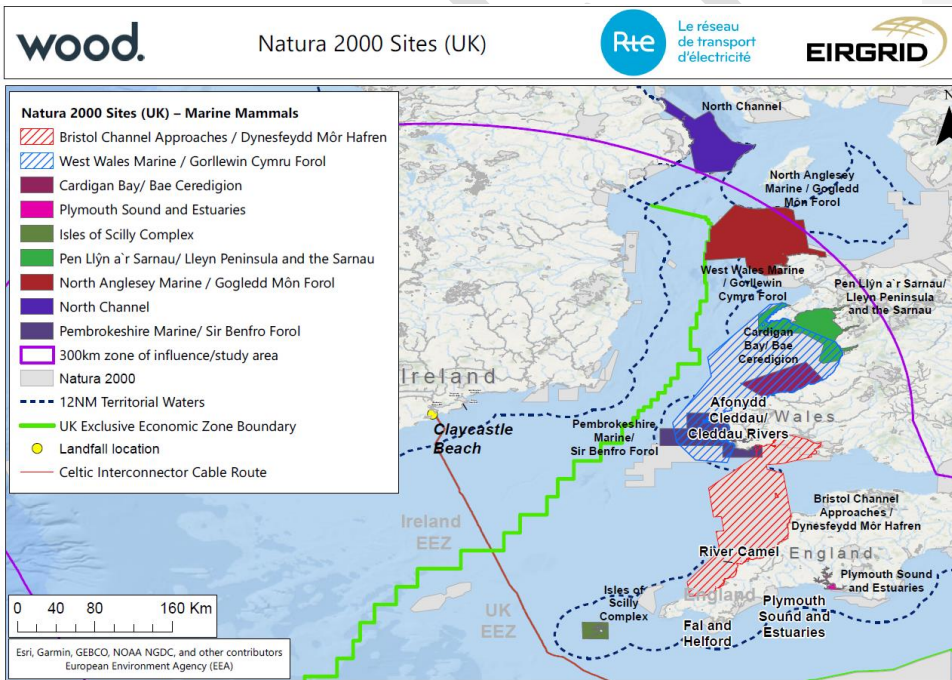 wood.
Natura 2000 Sites (UK)
Rte
Le réseau
de transport
d'électricité
EIRGRID
Natura 2000 Sites (UK) – Marine Mammals
Bristol Channel Approaches / Dynesfeydd Môr Hafren
West Wales Marine / Gorllewin Cymru Forol
Cardigan Bay/ Bae Ceredigion
Plymouth Sound and Estuaries
Isles of Scilly Complex
Pen Llŷn a`r Sarnau/ Lleyn Peninsula and the Sarnau
North Anglesey Marine / Gogledd Môn Forol
North Channel
Pembrokeshire Marine/ Sir Benfro Forol
300km zone of influence/study area
Natura 2000
12NM Territorial Waters
UK Exclusive Economic Zone Boundary
Landfall location
Celtic Interconnector Cable Route
0 40 80 160 Km
Esri, Garmin, GEBCO, NOAA NGDC, and other contributors
European Environment Agency (EEA)
N
North Channel
North Anglesey
Marine / Gogledd
Môn Forol
West Wales Marine
/ Gorllewin
Cymru Forol
Pen Llŷn a`r Sarnau/
Lleyn Peninsula
and the Sarnau
Cardigan
Bay/ Bae
Ceredigion
Ireland
Claycastle
Beach
Afonydd
Cleddau/
Cleddau Rivers
Wales
Pembrokeshire
Marine/
Sir Benfro Forol
Bristol Channel
Approaches /
Dynesfeydd Môr Hafren
Ireland
EEZ
River Camel
England
Plymouth Sound
and Estuaries
Isles of
Scilly
Complex
England
UK
EEZ
Fal and
Helford
Plymouth
Sound and
Estuaries